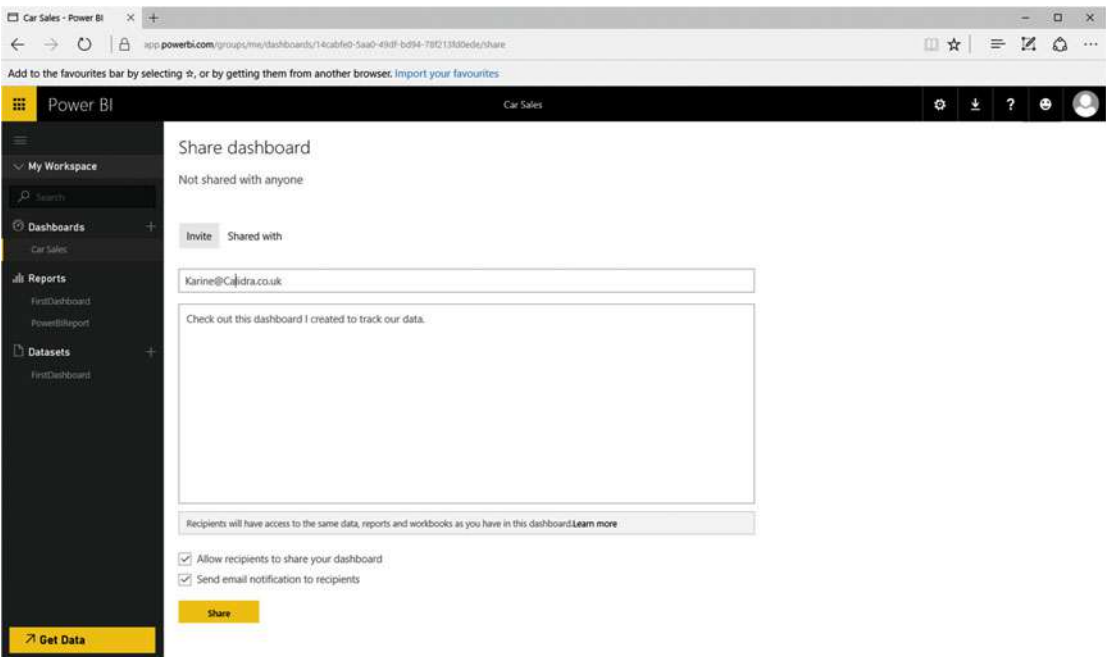 Car Sales - Power BI
app.powerbi.com/groups/me/dashboards/14cabfe0-5aa0-49df-bd94-78f213fd0ede/share
Add to the favourites bar by selecting ☆, or by getting them from another browser. Import your favourites
Power BI
Car Sales
?
My Workspace
Search
Dashboards
Car Sales
Reports
FirstDashboard
PowerBIReport
Datasets
FirstDashboard
Get Data
Share dashboard
Not shared with anyone
Invite Shared with
Karine@Calidra.co.uk
Check out this dashboard I created to track our data.
Recipients will have access to the same data, reports and workbooks as you have in this dashboard.Learn more
Allow recipients to share your dashboard
Send email notification to recipients
Share